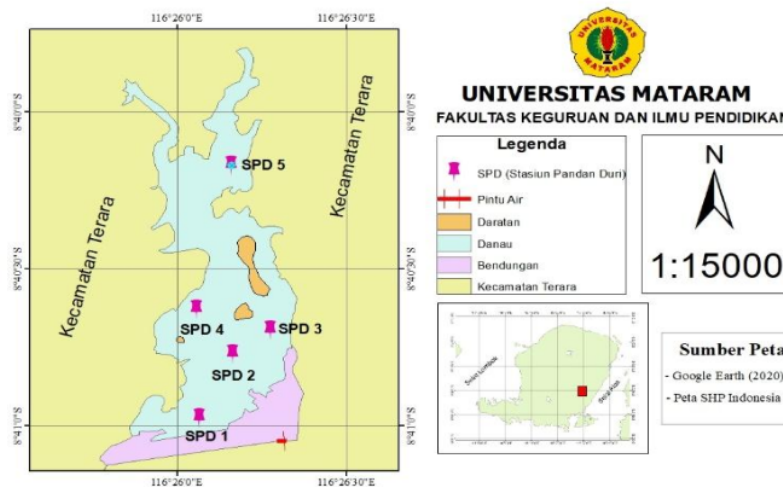 116°26'0"E
116°26'30"E
8°40'0"S
8°40'0"S
Kecamatan Terara
Kecamatan Terara
SPD 5
8°40'30"S
8°40'30"S
SPD 4
SPD 3
SPD 2
SPD 1
8°41'0"S
8°41'0"S
116°26'0"E
116°26'30"E
UNIVERSITAS
MATARAM
UNIVERSITAS MATARAM
FAKULTAS KEGURUAN DAN ILMU PENDIDIKAN
Legenda
SPD (Stasiun Pandan Duri)
Pintu Air
Daratan
Danau
Bendungan
Kecamatan Terara
N
1:15000
Sumber Peta
- Google Earth (2020)
- Peta SHP Indonesia